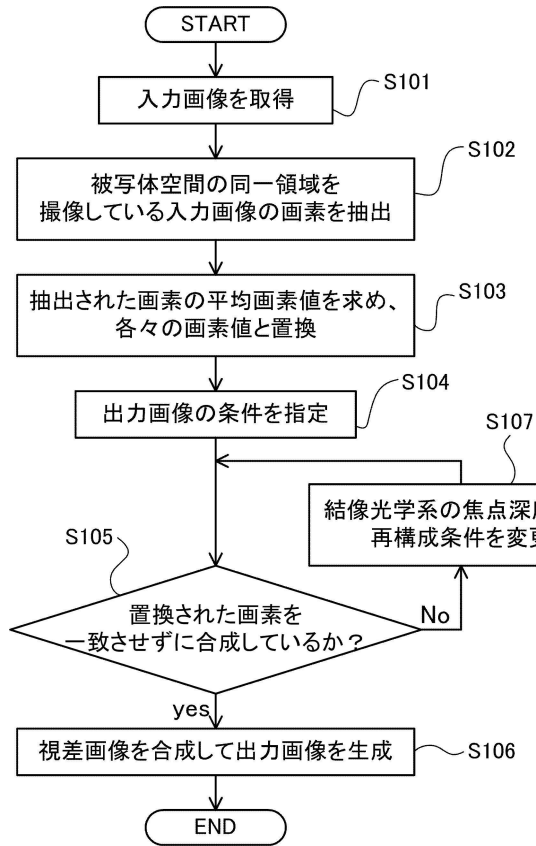 START
入力画像を取得
S101
被写体空間の同一領域を
撮像している入力画像の画素を抽出
S102
抽出された画素の平均画素値を求め、
各々の画素値と置換
S103
出力画像の条件を指定
S104
S107
結像光学系の焦点深
再構成条件を変
S105
置換された画素を
一致させずに合成しているか？
No
yes
視差画像を合成して出力画像を生成
S106
END